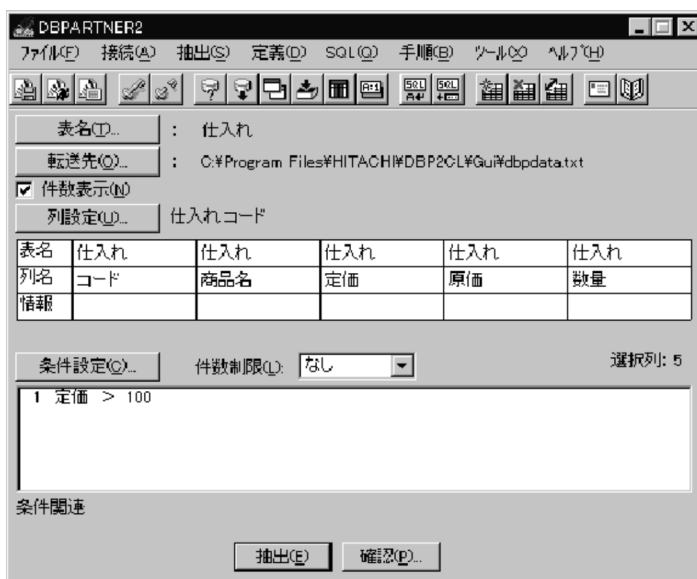 DBPARTNER2
ファイル(F) 接続(A) 抽出(S) 定義(D) SQL(Q) 手順(B) ツール(X) ヘルプ(H)
表名(T)... : 仕入れ
転送先(O)... : C:¥Program Files¥HITACHI¥DBP2CL¥Gui¥dbpdata.txt
件数表示(N)
列設定(U)... 仕入れコード
表名 仕入れ 仕入れ 仕入れ 仕入れ 仕入れ
列名 コード 商品名 定価 原価 数量
情報
条件設定(C)... 件数制限(L): なし 選択列: 5
1 定価 > 100
条件関連
抽出(E) 確認(P)...